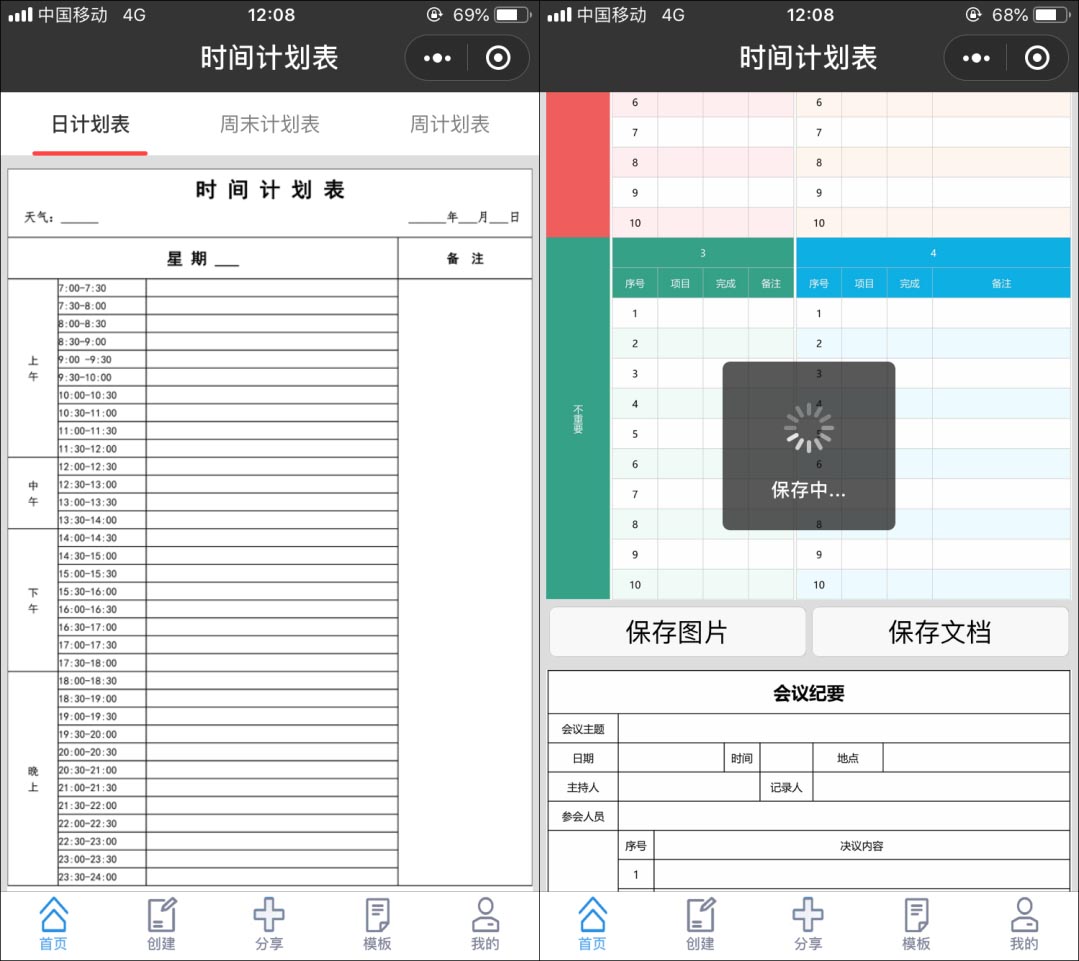 中国移动 4G 12:08 69%
时间计划表
日计划表 周末计划表 周计划表
时间计划表
天气：_____ _____年___月___日
星期___ 备 注
上午
7:00-7:30
7:30-8:00
8:00-8:30
8:30-9:00
9:00 -9:30
9:30-10:00
10:00-10:30
10:30-11:00
11:00-11:30
11:30-12:00
中午
12:00-12:30
12:30-13:00
13:00-13:30
13:30-14:00
下午
14:00-14:30
14:30-15:00
15:00-15:30
15:30-16:00
16:00-16:30
16:30-17:00
17:00-17:30
17:30-18:00
晚上
18:00-18:30
18:30-19:00
19:00-19:30
19:30-20:00
20:00-20:30
20:30-21:00
21:00-21:30
21:30-22:00
22:00-22:30
22:30-23:00
23:00-23:30
23:30-24:00
首页 创建 分享 模板 我的
中国移动 4G 12:08 68%
时间计划表
6 6
7 7
8 8
9 9
10 10
不重要
3 4
序号 项目 完成 备注 序号 项目 完成 备注
1 1
2 2
3 3
4 4
5 5
6 6
7
8 8
9 9
10 10
保存中...
保存图片 保存文档
会议纪要
会议主题
日期 时间 地点
主持人 记录人
参会人员
序号 决议内容
1
首页 创建 分享 模板 我的